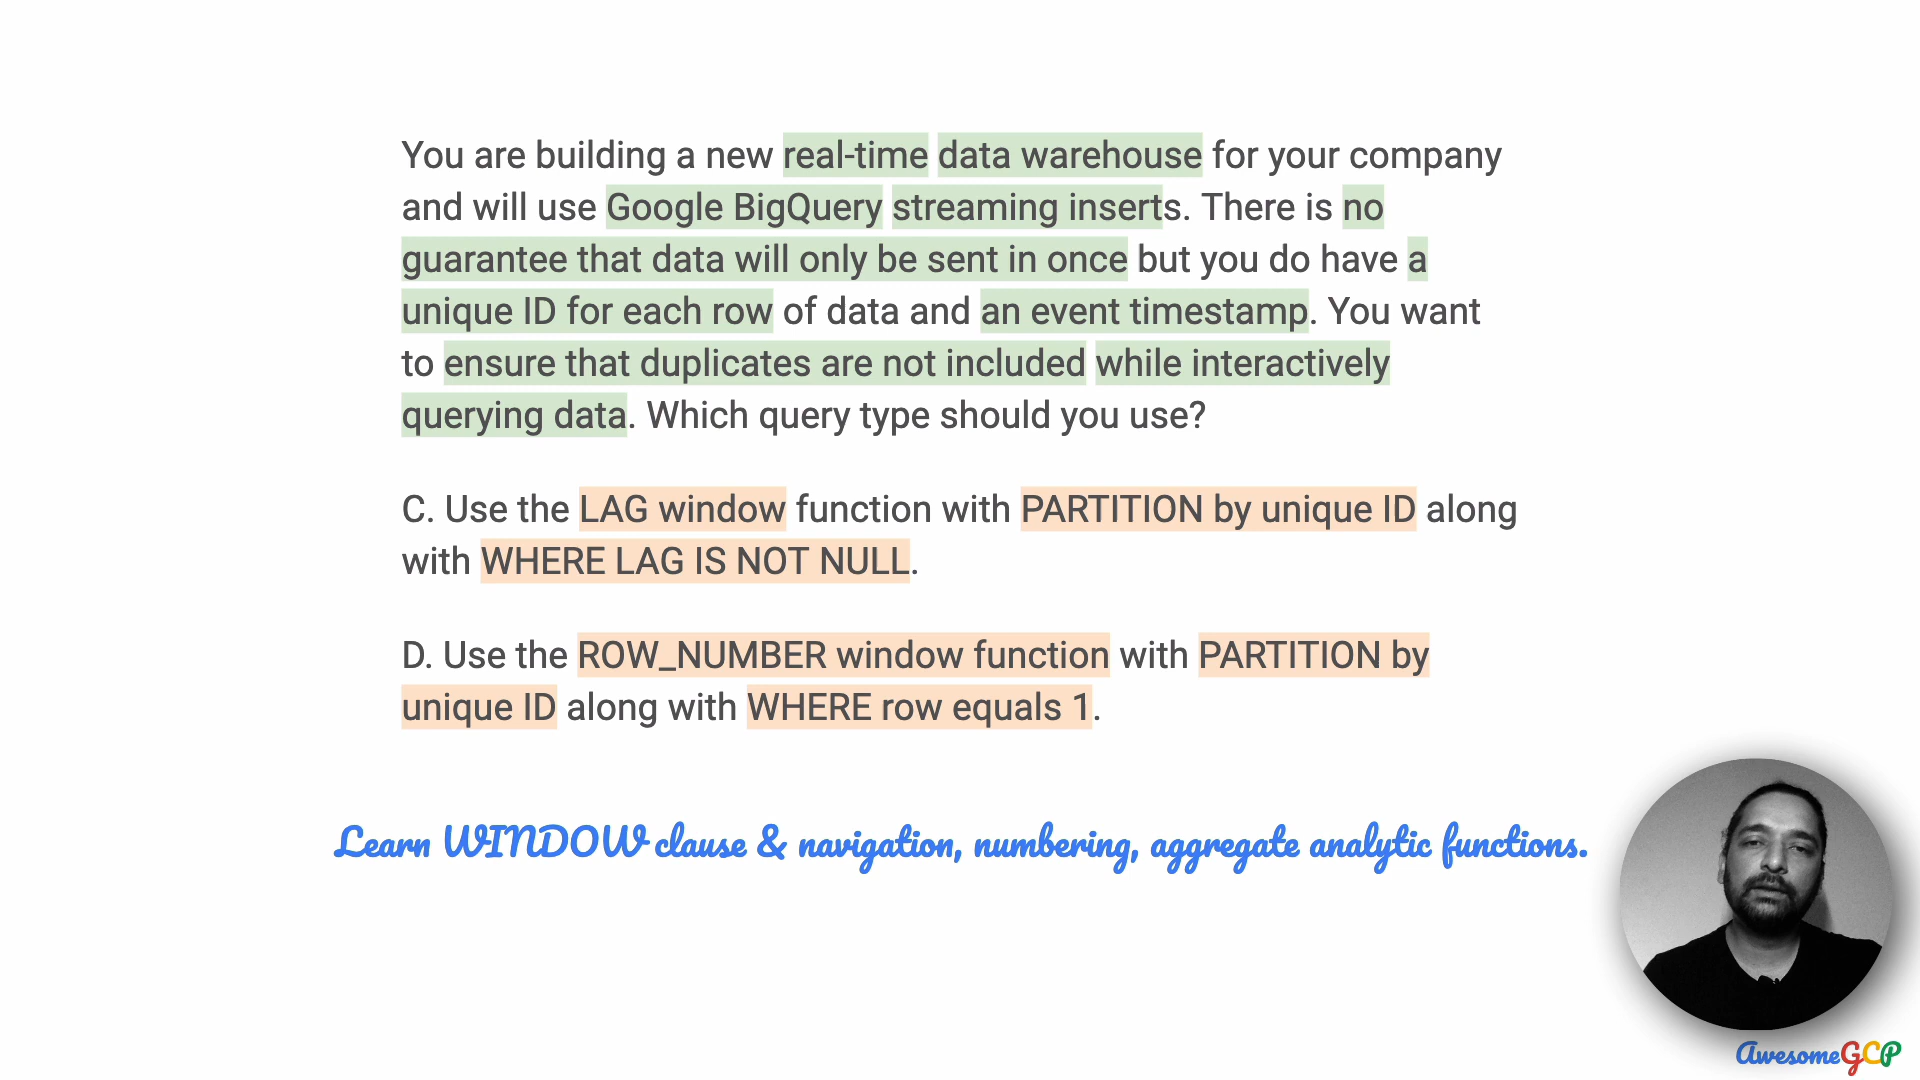 You are building a new real-time data warehouse for your company
and will use Google BigQuery streaming inserts. There is no
guarantee that data will only be sent in once but you do have a
unique ID for each row of data and an event timestamp. You want
to ensure that duplicates are not included while interactively
querying data. Which query type should you use?
C. Use the LAG window function with PARTITION by unique ID along
with WHERE LAG IS NOT NULL.
D. Use the ROW_NUMBER window function with PARTITION by
unique ID along with WHERE row equals 1.
Learn WINDOW clause & navigation, numbering, aggregate analytic functions.
AwesomeGCP